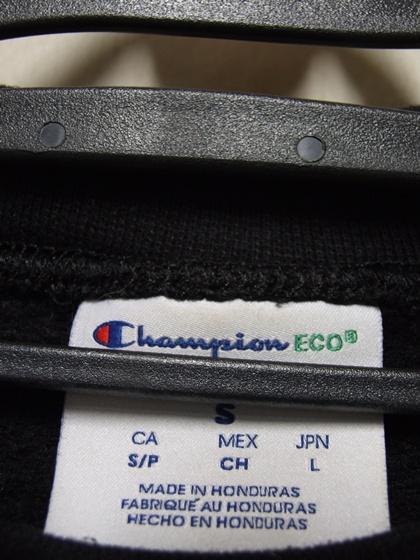 Champion ECO®
S
CA MEX JPN
S/P CH L
MADE IN HONDURAS
FABRIQUÉ AU HONDURAS
HECHO EN HONDURAS